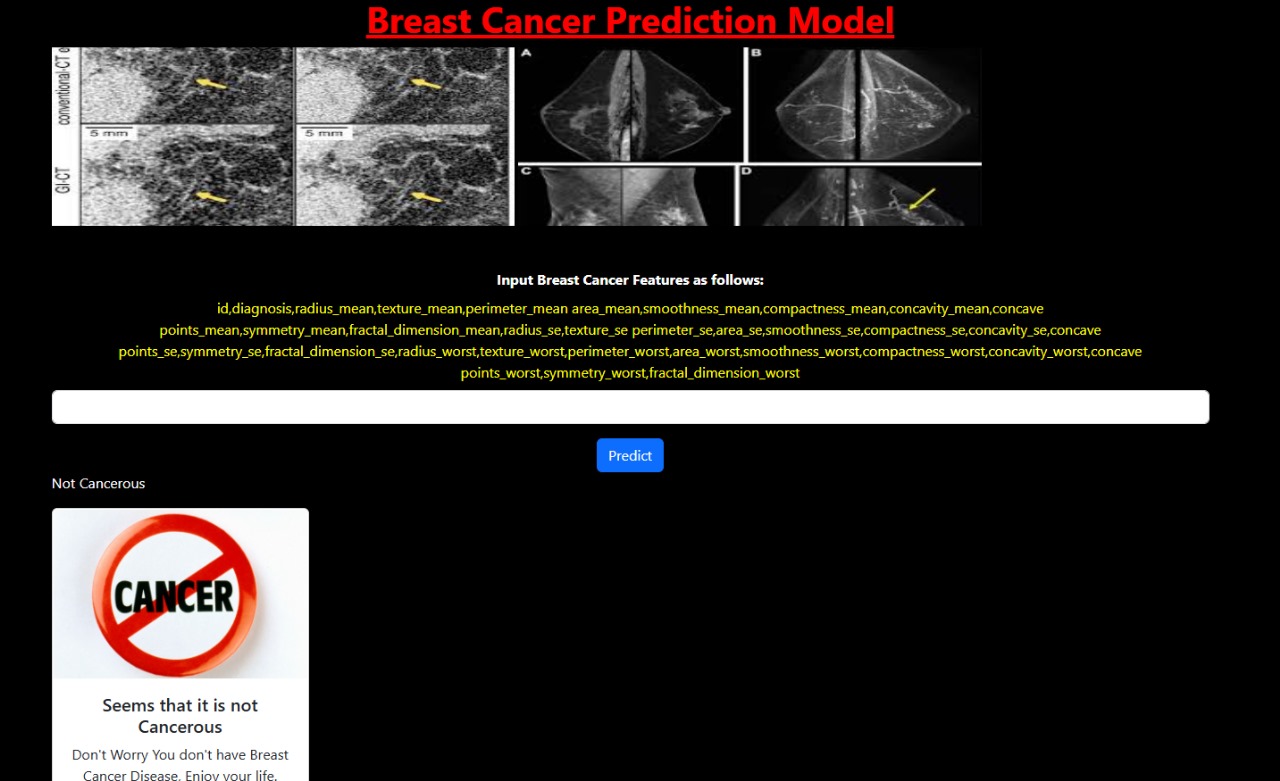 Breast Cancer Prediction Model
conventional-CT e
GI-CT
5 mm
5 mm
A
B
C
D
Input Breast Cancer Features as follows:
id,diagnosis,radius_mean,texture_mean,perimeter_mean area_mean,smoothness_mean,compactness_mean,concavity_mean,concave
points_mean,symmetry_mean,fractal_dimension_mean,radius_se,texture_se perimeter_se,area_se,smoothness_se,compactness_se,concavity_se,concave
points_se,symmetry_se,fractal_dimension_se,radius_worst,texture_worst,perimeter_worst,area_worst,smoothness_worst,compactness_worst,concavity_worst,concave
points_worst,symmetry_worst,fractal_dimension_worst
Predict
Not Cancerous
CANCER
Seems that it is not
Cancerous
Don't Worry You don't have Breast
Cancer Disease. Enjoy your life.